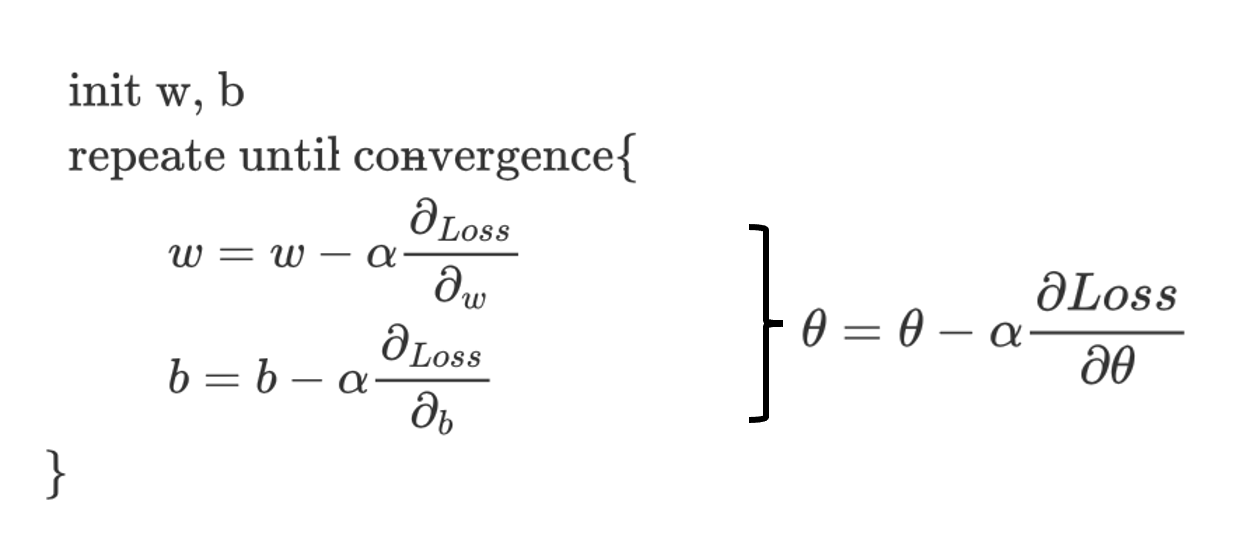 init w, b
repeate until convergence{
w = w − α ∂_Loss / ∂_w
b = b − α ∂_Loss / ∂_b
}
θ = θ − α ∂Loss / ∂θ